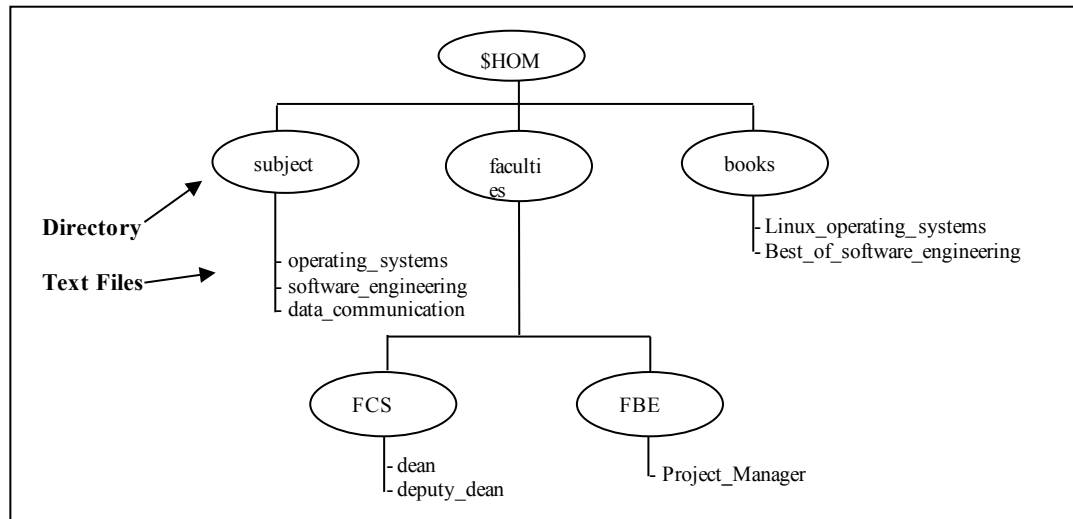 $HOM
subject
faculti
es
books
Directory
Text Files
- operating_systems
- software_engineering
- data_communication
- Linux_operating_systems
- Best_of_software_engineering
FCS
FBE
- dean
- deputy_dean
- Project_Manager